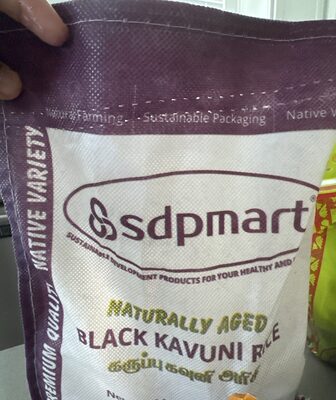 Natural Farming Sustainable Packaging Native
PREMIUM QUALITY NATIVE VARIETY
sdpmart®
SUSTAINABLE DEVELOPMENT PRODUCTS FOR YOUR HEALTHY AND
NATURALLY AGED
BLACK KAVUNI RICE
கருப்பு கவுனி அரிசி